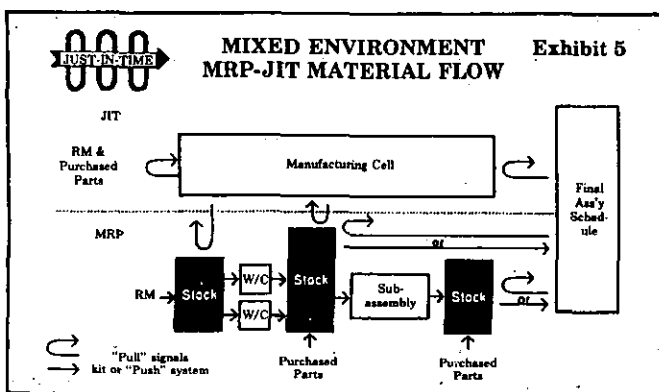 JUST-IN-TIME
MIXED ENVIRONMENT
MRP-JIT MATERIAL FLOW
Exhibit 5
JIT
RM &
Purchased
Parts
Manufacturing Cell
Final
Ass'y
Sched-
ule
MRP
or
RM
Stock
W/C
W/C
Stock
Sub-
assembly
Stock
or
Purchased
Parts
Purchased
Parts
"Pull" signals
kit or "Push" system